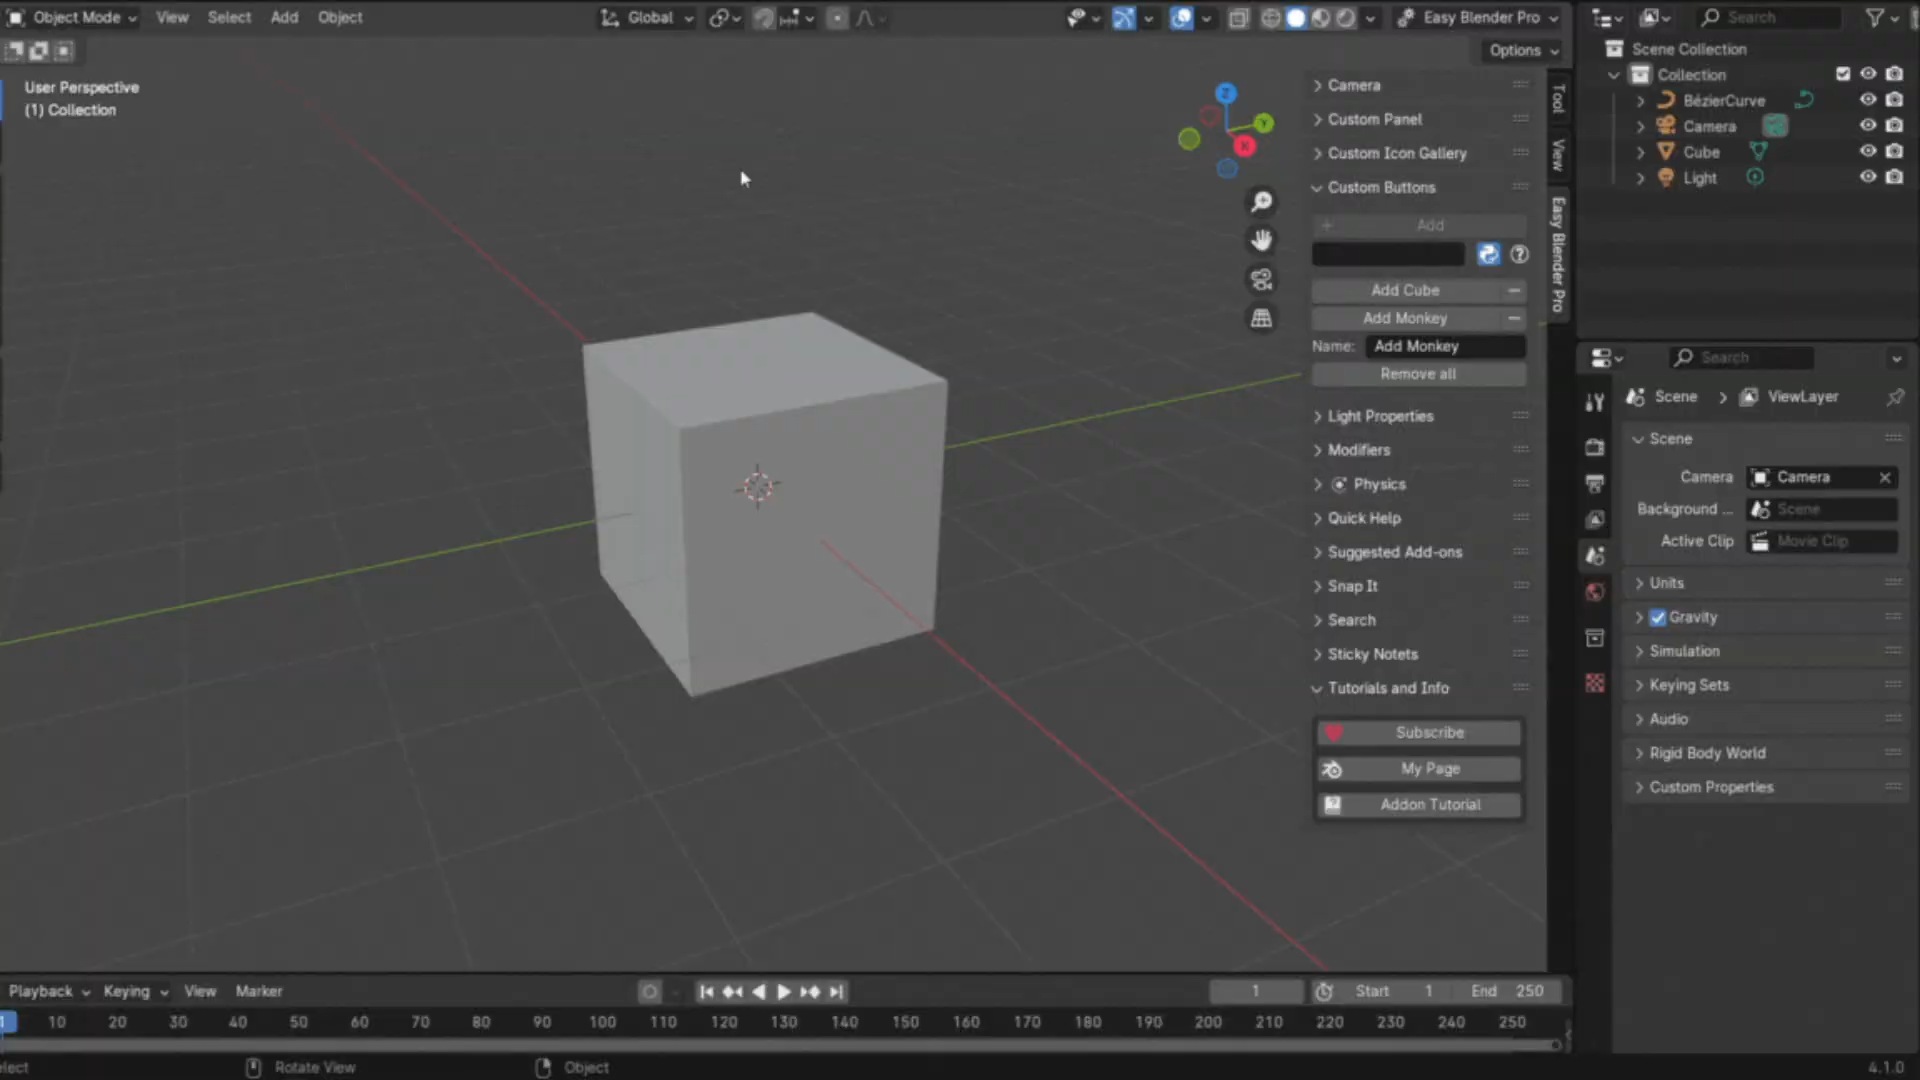 Object Mode View Select Add Object Global Easy Blender Pro
Options
User Perspective
(1) Collection
Z
Y
X
Camera
Custom Panel
Custom Icon Gallery
Custom Buttons
Add
Add Cube
Add Monkey
Name: Add Monkey
Remove all
Light Properties
Modifiers
Physics
Quick Help
Suggested Add-ons
Snap It
Search
Sticky Notets
Tutorials and Info
Subscribe
My Page
Addon Tutorial
Tool
View
Easy Blender Pro
Search
Scene Collection
Collection
BézierCurve
Camera
Cube
Light
Search
Scene > ViewLayer
Scene
Camera Camera
Background ... Scene
Active Clip Movie Clip
Units
Gravity
Simulation
Keying Sets
Audio
Rigid Body World
Custom Properties
Playback Keying View Marker 1 Start 1 End 250
1 10 20 30 40 50 60 70 80 90 100 110 120 130 140 150 160 170 180 190 200 210 220 230 240 250
elect Rotate View Object 4.1.0